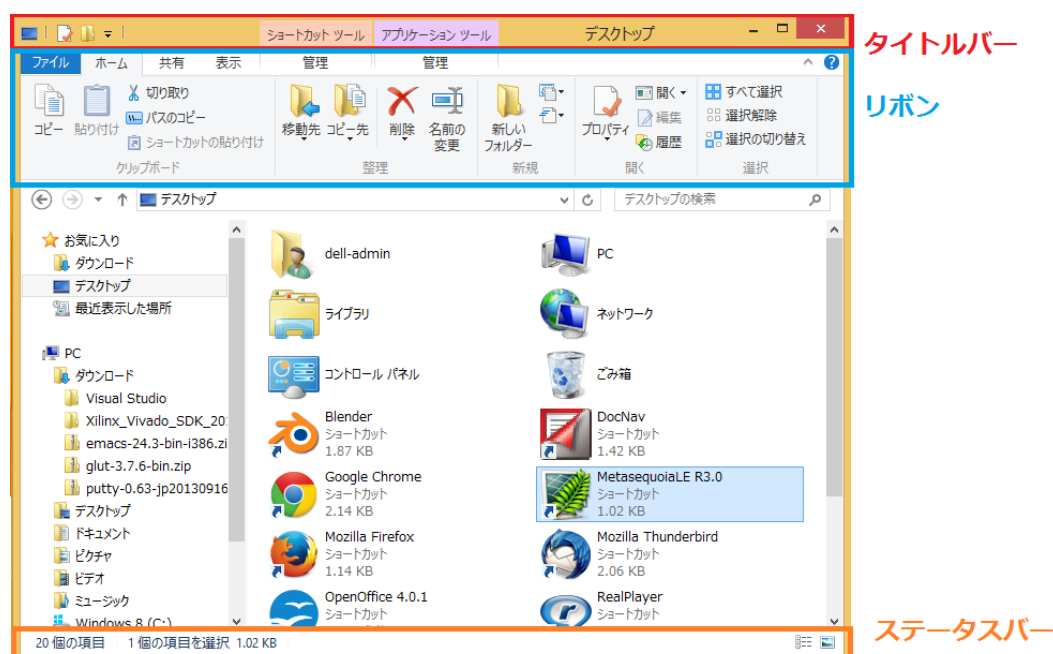 ショートカット ツール アプリケーション ツール デスクトップ
タイトルバー
ファイル ホーム 共有 表示 管理 管理
リボン
コピー
貼り付け
切り取り
パスのコピー
ショートカットの貼り付け
クリップボード
移動先
コピー先
削除
名前の
変更
整理
新しい
フォルダー
新規
プロパティ
開く
編集
履歴
開く
すべて選択
選択解除
選択の切り替え
選択
デスクトップ
デスクトップの検索
お気に入り
ダウンロード
デスクトップ
最近表示した場所
PC
ダウンロード
Visual Studio
Xilinx_Vivado_SDK_20
emacs-24.3-bin-i386.zi
glut-3.7.6-bin.zip
putty-0.63-jp20130916
デスクトップ
ドキュメント
ピクチャ
ビデオ
ミュージック
Windows 8 (C:)
dell-admin
PC
ライブラリ
ネットワーク
コントロール パネル
ごみ箱
Blender
ショートカット
1.87 KB
DocNav
ショートカット
1.42 KB
Google Chrome
ショートカット
2.14 KB
MetasequoiaLE R3.0
ショートカット
1.02 KB
Mozilla Firefox
ショートカット
1.14 KB
Mozilla Thunderbird
ショートカット
2.06 KB
OpenOffice 4.0.1
ショートカット
RealPlayer
ショートカット
20 個の項目 1 個の項目を選択 1.02 KB
ステータスバー